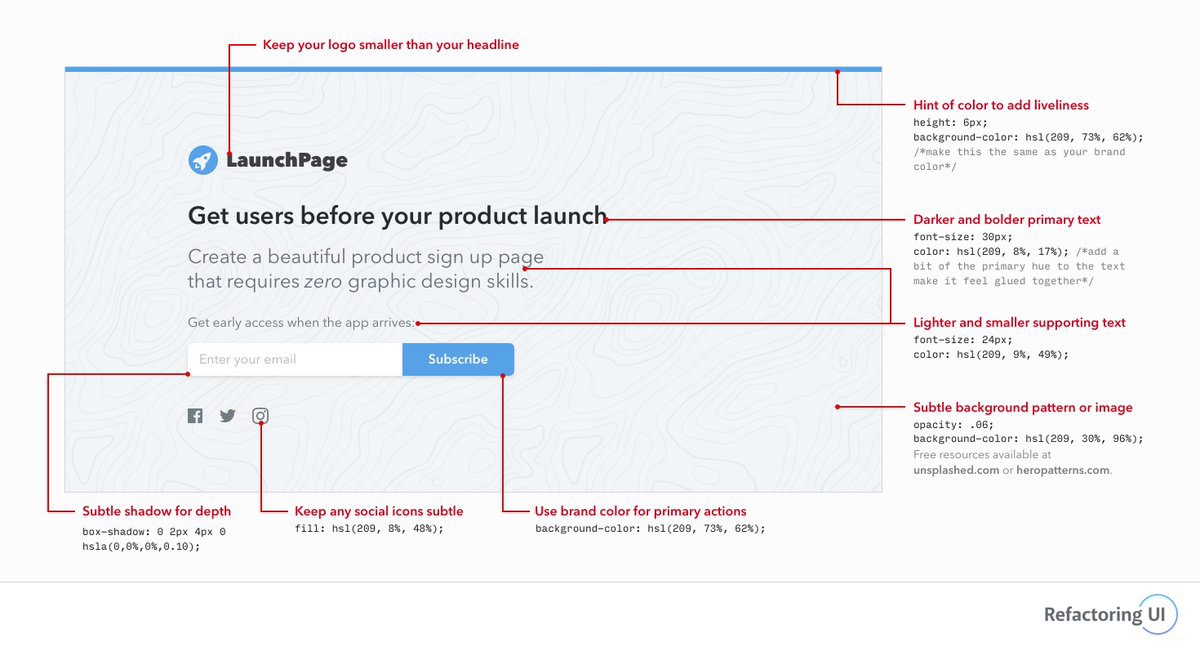 Keep your logo smaller than your headline
LaunchPage
Get users before your product launch
Create a beautiful product sign up page
that requires zero graphic design skills.
Get early access when the app arrives:
Enter your email
Subscribe
Hint of color to add liveliness
height: 6px;
background-color: hsl(209, 73%, 62%);
/*make this the same as your brand
color*/
Darker and bolder primary text
font-size: 30px;
color: hsl(209, 8%, 17%); /*add a
bit of the primary hue to the text
make it feel glued together*/
Lighter and smaller supporting text
font-size: 24px;
color: hsl(209, 9%, 49%);
Subtle background pattern or image
opacity: .06;
background-color: hsl(209, 30%, 96%);
Free resources available at
unsplashed.com or heropatterns.com.
Subtle shadow for depth
box-shadow: 0 2px 4px 0
hsla(0,0%,0%,0.10);
Keep any social icons subtle
fill: hsl(209, 8%, 48%);
Use brand color for primary actions
background-color: hsl(209, 73%, 62%);
Refactoring UI